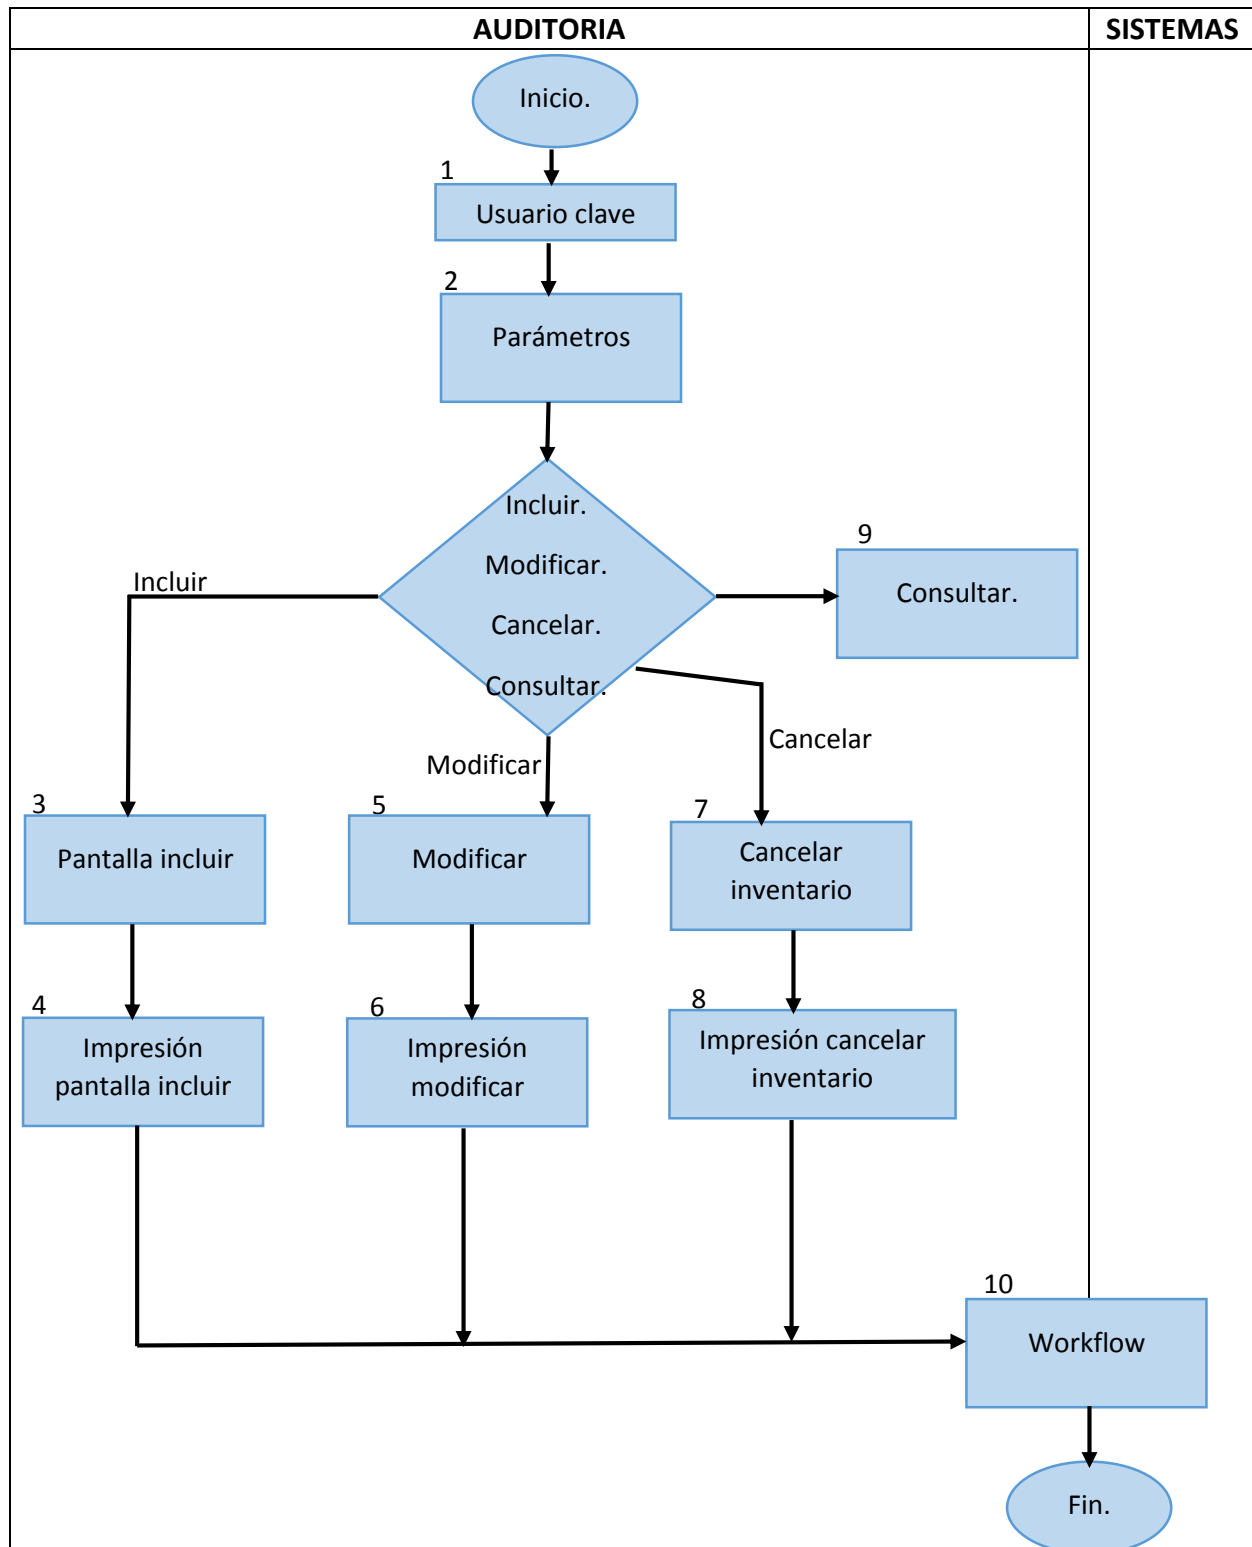 AUDITORIA
SISTEMAS
Inicio.
1
Usuario clave
2
Parámetros
Incluir.
Modificar.
Cancelar.
Consultar.
9
Consultar.
Incluir
Modificar
Cancelar
3
Pantalla incluir
5
Modificar
7
Cancelar
inventario
4
Impresión
pantalla incluir
6
Impresión
modificar
8
Impresión cancelar
inventario
10
Workflow
Fin.